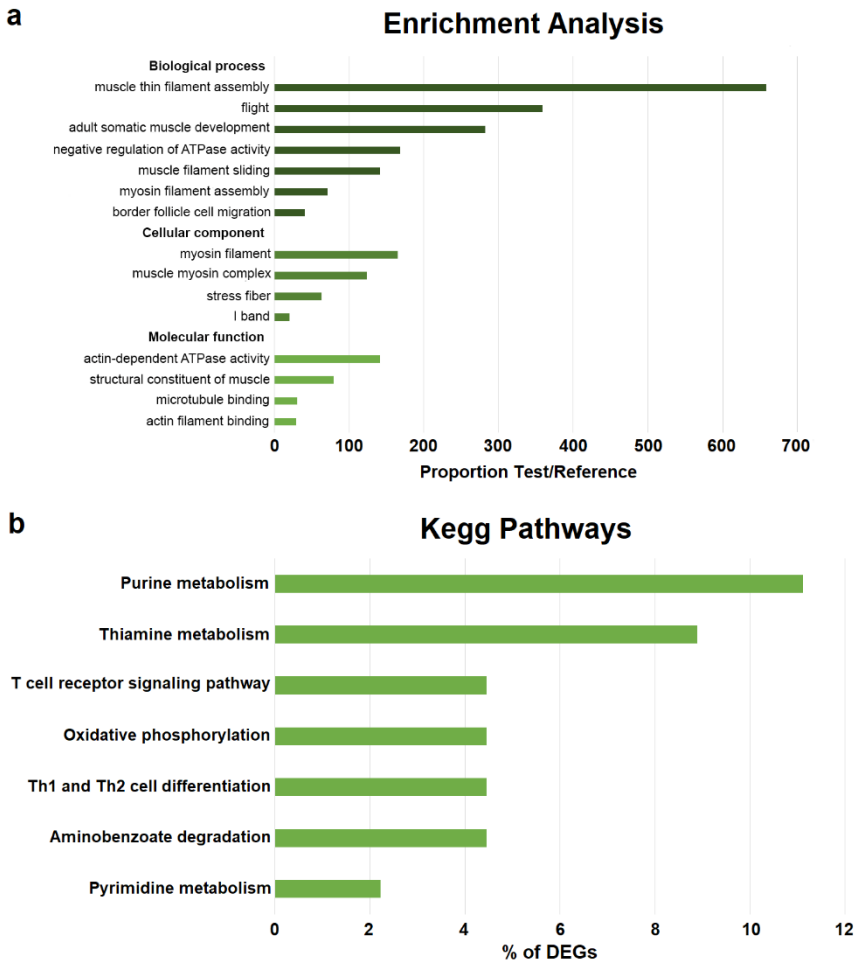 a
Enrichment Analysis
Biological process
muscle thin filament assembly
flight
adult somatic muscle development
negative regulation of ATPase activity
muscle filament sliding
myosin filament assembly
border follicle cell migration
Cellular component
myosin filament
muscle myosin complex
stress fiber
I band
Molecular function
actin-dependent ATPase activity
structural constituent of muscle
microtubule binding
actin filament binding
0 100 200 300 400 500 600 700
Proportion Test/Reference
b
Kegg Pathways
Purine metabolism
Thiamine metabolism
T cell receptor signaling pathway
Oxidative phosphorylation
Th1 and Th2 cell differentiation
Aminobenzoate degradation
Pyrimidine metabolism
0 2 4 6 8 10 12
% of DEGs